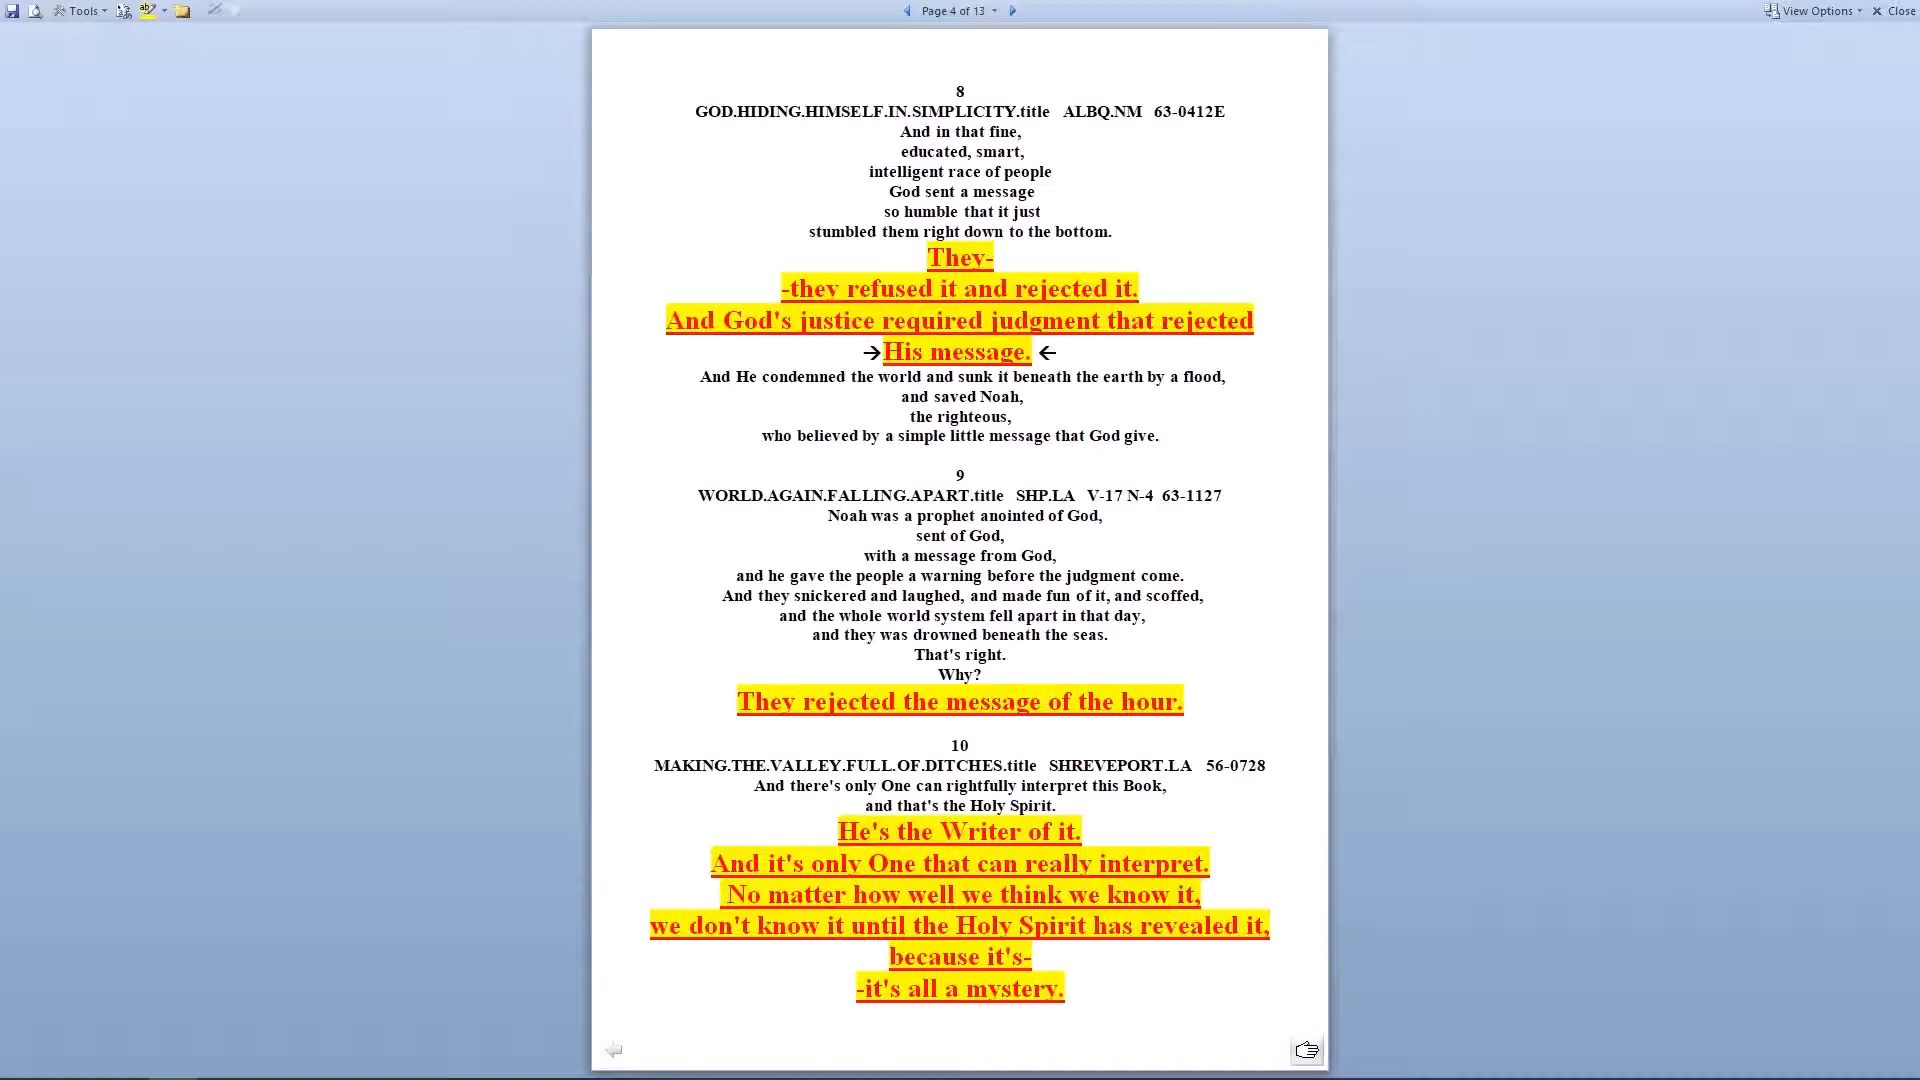 Tools
Page 4 of 13
View Options
Close
8
GOD.HIDING.HIMSELF.IN.SIMPLICITY.title ALBQ.NM 63-0412E
And in that fine,
educated, smart,
intelligent race of people
God sent a message
so humble that it just
stumbled them right down to the bottom.
They-
-they refused it and rejected it.
And God's justice required judgment that rejected
→His message. ←
And He condemned the world and sunk it beneath the earth by a flood,
and saved Noah,
the righteous,
who believed by a simple little message that God give.
9
WORLD.AGAIN.FALLING.APART.title SHP.LA V-17 N-4 63-1127
Noah was a prophet anointed of God,
sent of God,
with a message from God,
and he gave the people a warning before the judgment come.
And they snickered and laughed, and made fun of it, and scoffed,
and the whole world system fell apart in that day,
and they was drowned beneath the seas.
That's right.
Why?
They rejected the message of the hour.
10
MAKING.THE.VALLEY.FULL.OF.DITCHES.title SHREVEPORT.LA 56-0728
And there's only One can rightfully interpret this Book,
and that's the Holy Spirit.
He's the Writer of it.
And it's only One that can really interpret.
No matter how well we think we know it,
we don't know it until the Holy Spirit has revealed it,
because it's-
-it's all a mystery.